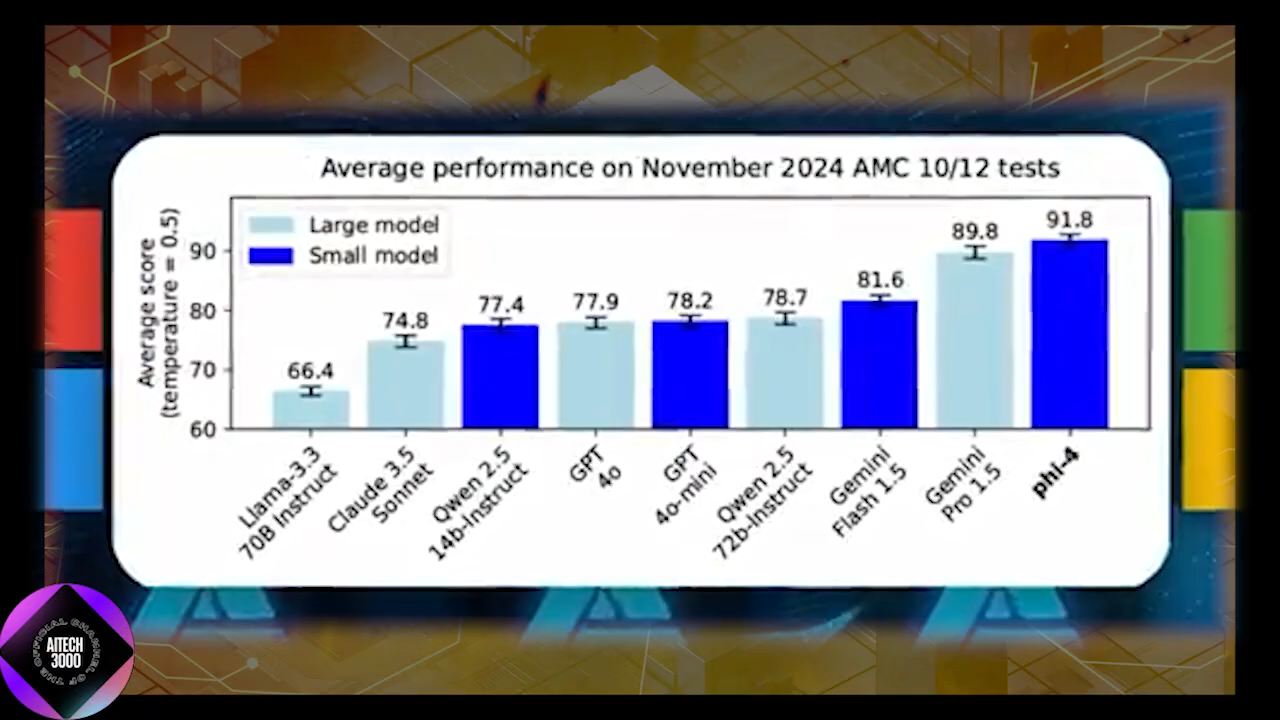 Average performance on November 2024 AMC 10/12 tests
Large model
Small model
Average score
(temperature = 0.5)
90
80
70
60
66.4
74.8
77.4
77.9
78.2
78.7
81.6
89.8
91.8
Llama-3.3
70B Instruct
Claude 3.5
Sonnet
Qwen 2.5
14b-Instruct
GPT
4o
GPT
4o-mini
Qwen 2.5
72b-Instruct
Gemini
Flash 1.5
Gemini
Pro 1.5
phi-4
AITECH
3000
OFFICIAL CHANNEL OF THE